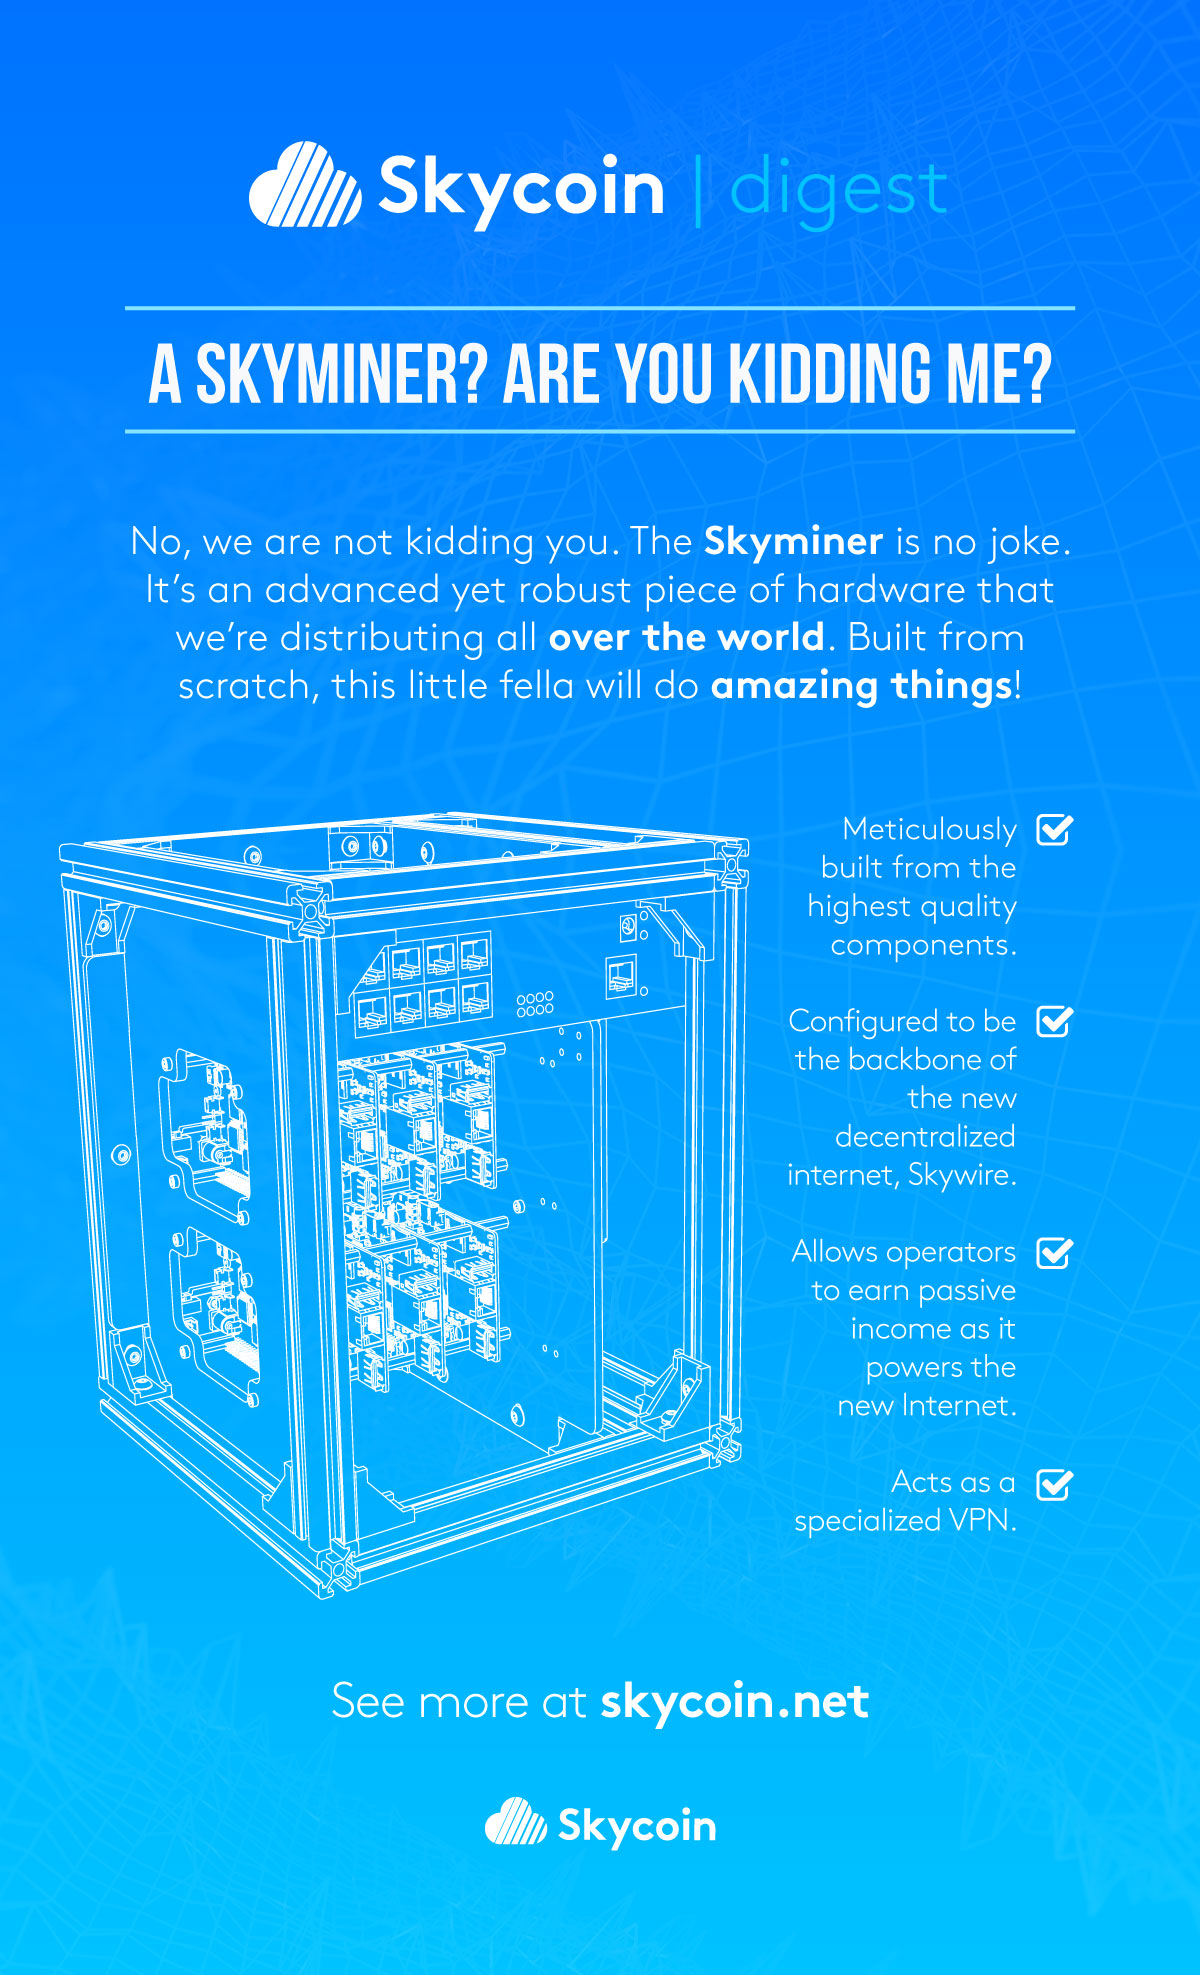 Skycoin | digest
A SKYMINER? ARE YOU KIDDING ME?
No, we are not kidding you. The Skyminer is no joke.
It's an advanced yet robust piece of hardware that
we're distributing all over the world. Built from
scratch, this little fella will do amazing things!
Meticulously
built from the
highest quality
components.
Configured to be
the backbone of
the new
decentralized
internet, Skywire.
Allows operators
to earn passive
income as it
powers the
new Internet.
Acts as a
specialized VPN.
See more at skycoin.net
Skycoin